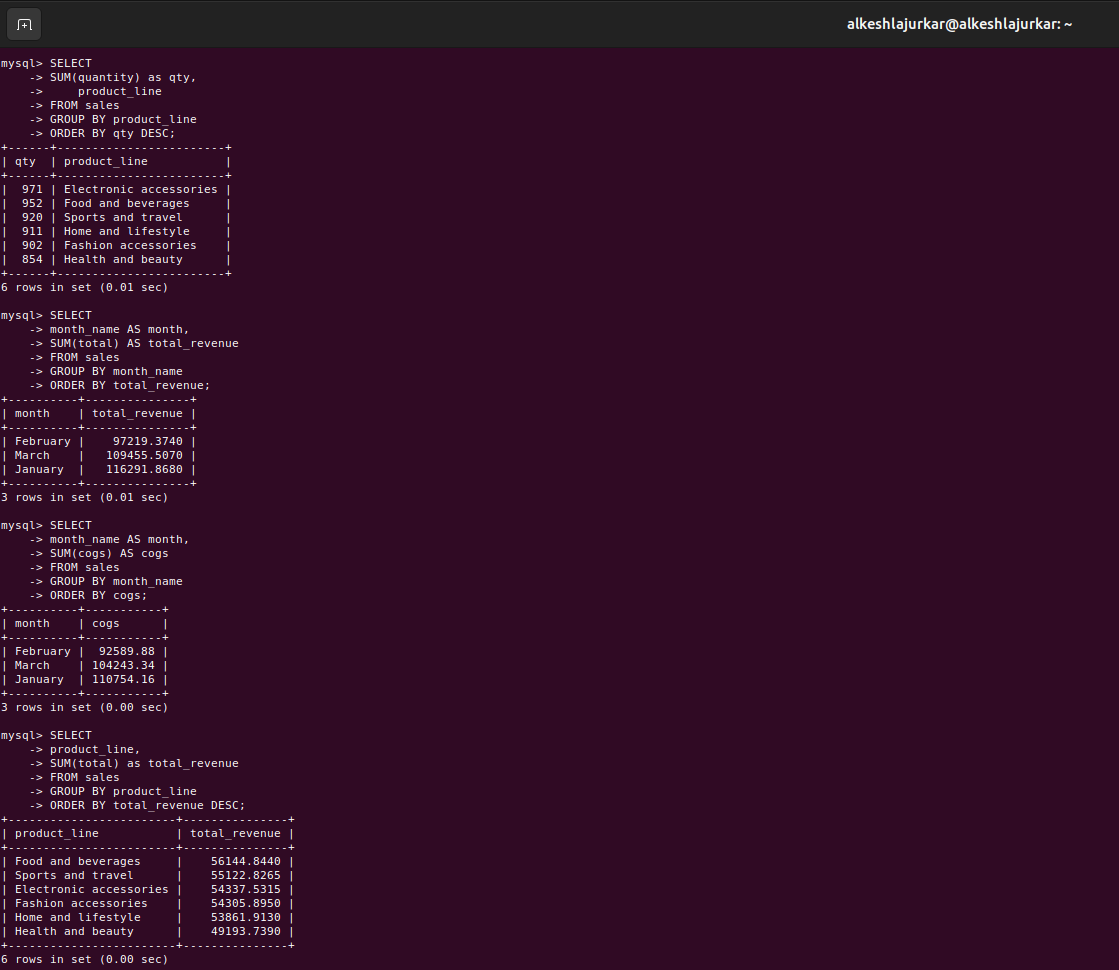 alkeshlajurkar@alkeshlajurkar: ~
mysql> SELECT
    -> SUM(quantity) as qty,
    ->     product_line
    -> FROM sales
    -> GROUP BY product_line
    -> ORDER BY qty DESC;
+------+------------------------+
| qty  | product_line           |
+------+------------------------+
|  971 | Electronic accessories |
|  952 | Food and beverages     |
|  920 | Sports and travel      |
|  911 | Home and lifestyle     |
|  902 | Fashion accessories    |
|  854 | Health and beauty      |
+------+------------------------+
6 rows in set (0.01 sec)

mysql> SELECT
    -> month_name AS month,
    -> SUM(total) AS total_revenue
    -> FROM sales
    -> GROUP BY month_name
    -> ORDER BY total_revenue;
+----------+---------------+
| month    | total_revenue |
+----------+---------------+
| February |    97219.3740 |
| March    |   109455.5070 |
| January  |   116291.8680 |
+----------+---------------+
3 rows in set (0.01 sec)

mysql> SELECT
    -> month_name AS month,
    -> SUM(cogs) AS cogs
    -> FROM sales
    -> GROUP BY month_name
    -> ORDER BY cogs;
+----------+-----------+
| month    | cogs      |
+----------+-----------+
| February |  92589.88 |
| March    | 104243.34 |
| January  | 110754.16 |
+----------+-----------+
3 rows in set (0.00 sec)

mysql> SELECT
    -> product_line,
    -> SUM(total) as total_revenue
    -> FROM sales
    -> GROUP BY product_line
    -> ORDER BY total_revenue DESC;
+------------------------+---------------+
| product_line           | total_revenue |
+------------------------+---------------+
| Food and beverages     |    56144.8440 |
| Sports and travel      |    55122.8265 |
| Electronic accessories |    54337.5315 |
| Fashion accessories    |    54305.8950 |
| Home and lifestyle     |    53861.9130 |
| Health and beauty      |    49193.7390 |
+------------------------+---------------+
6 rows in set (0.00 sec)